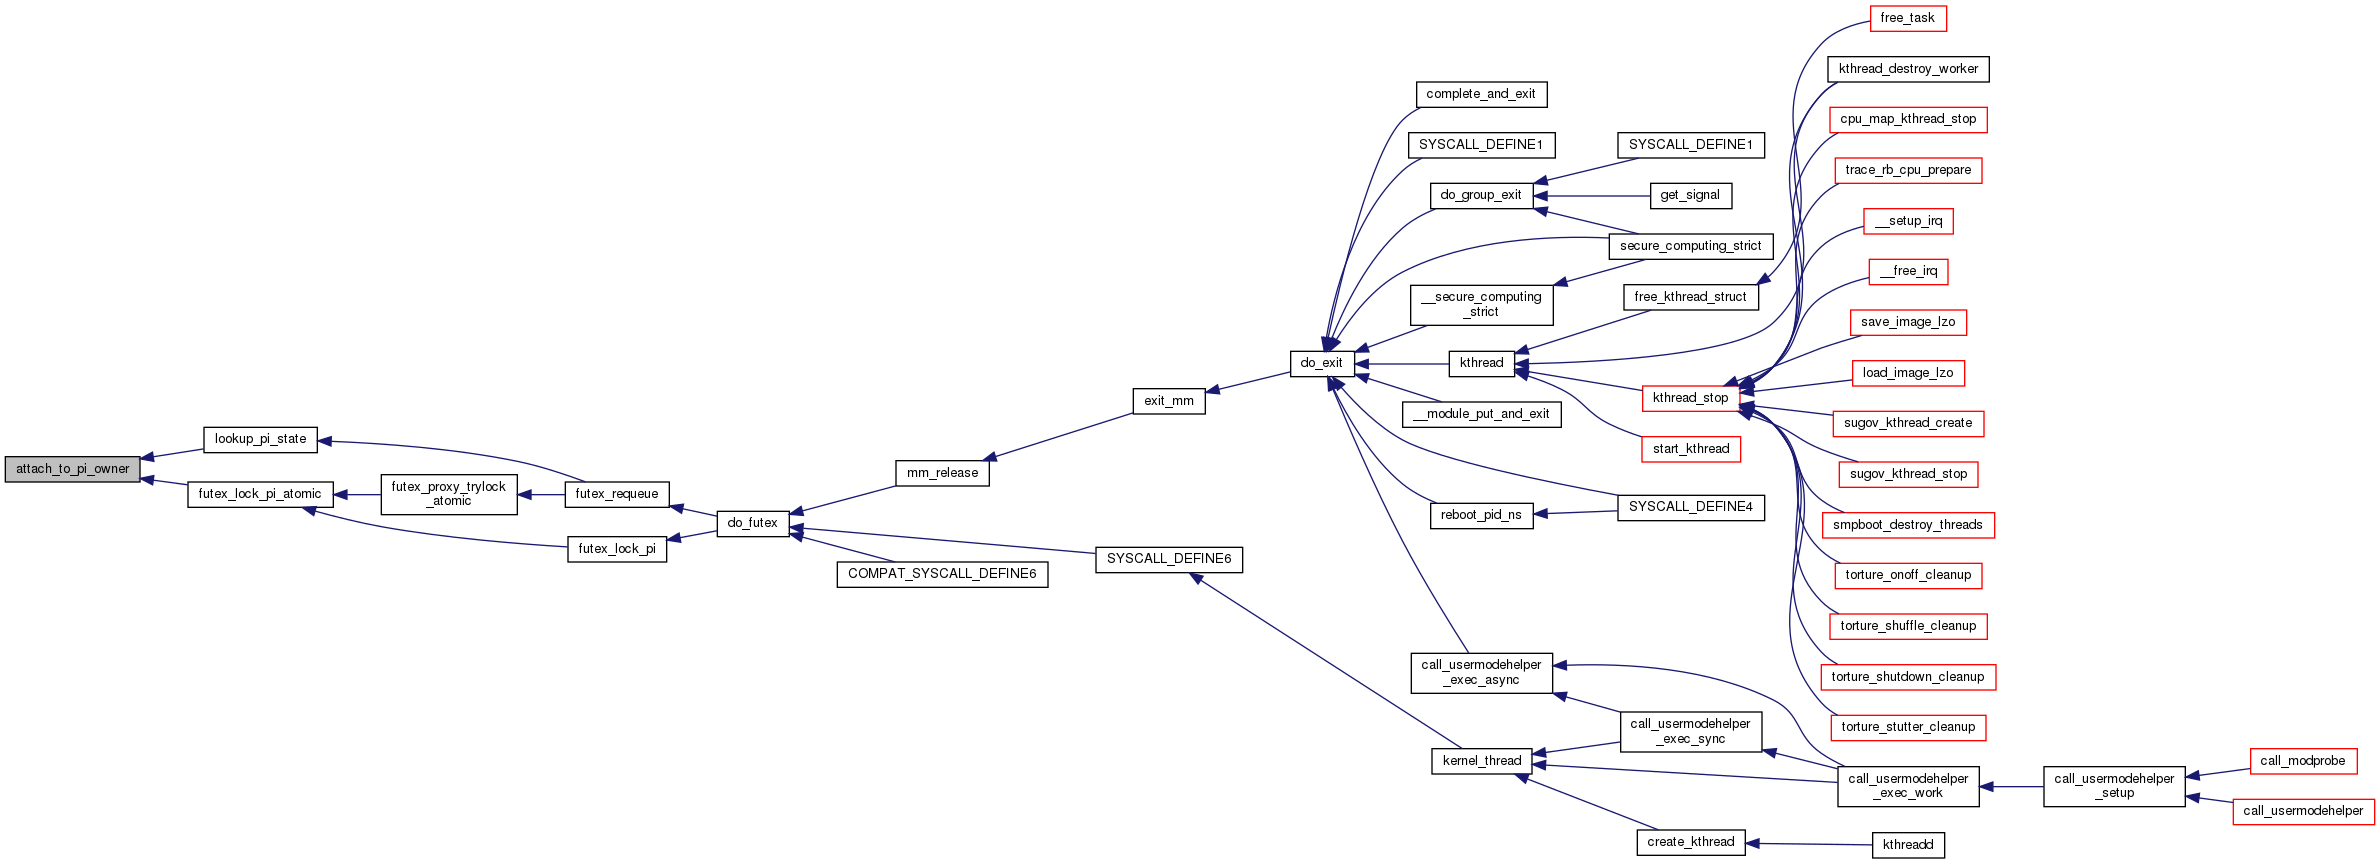 free_task
kthread_destroy_worker
complete_and_exit
cpu_map_kthread_stop
SYSCALL_DEFINE1
SYSCALL_DEFINE1
trace_rb_cpu_prepare
do_group_exit
get_signal
__setup_irq
secure_computing_strict
__free_irq
__secure_computing
_strict
free_kthread_struct
save_image_lzo
do_exit
kthread
load_image_lzo
exit_mm
kthread_stop
__module_put_and_exit
sugov_kthread_create
lookup_pi_state
start_kthread
attach_to_pi_owner
mm_release
sugov_kthread_stop
futex_lock_pi_atomic
futex_proxy_trylock
_atomic
futex_requeue
reboot_pid_ns
SYSCALL_DEFINE4
do_futex
smpboot_destroy_threads
futex_lock_pi
SYSCALL_DEFINE6
COMPAT_SYSCALL_DEFINE6
torture_onoff_cleanup
torture_shuffle_cleanup
call_usermodehelper
_exec_async
torture_shutdown_cleanup
call_usermodehelper
_exec_sync
torture_stutter_cleanup
kernel_thread
call_usermodehelper
_exec_work
call_usermodehelper
_setup
call_modprobe
call_usermodehelper
create_kthread
kthreadd